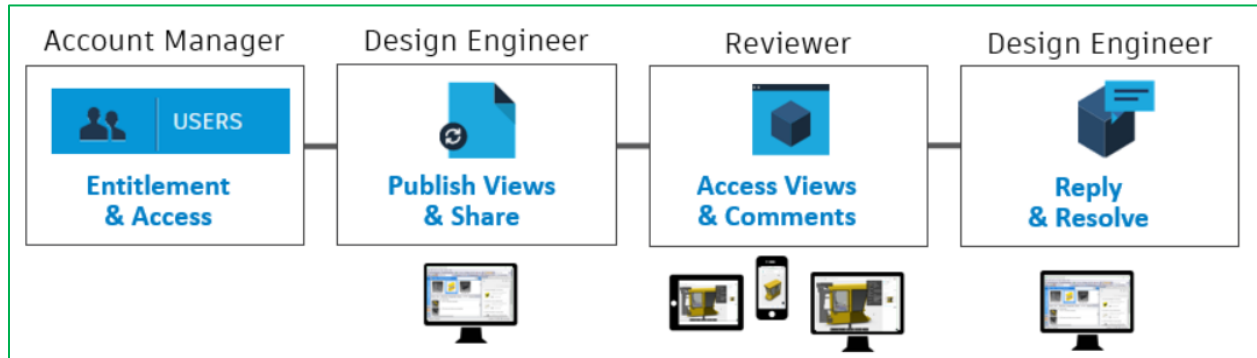 Account Manager
Design Engineer
Reviewer
Design Engineer
USERS
Entitlement
& Access
Publish Views
& Share
Access Views
& Comments
Reply
& Resolve